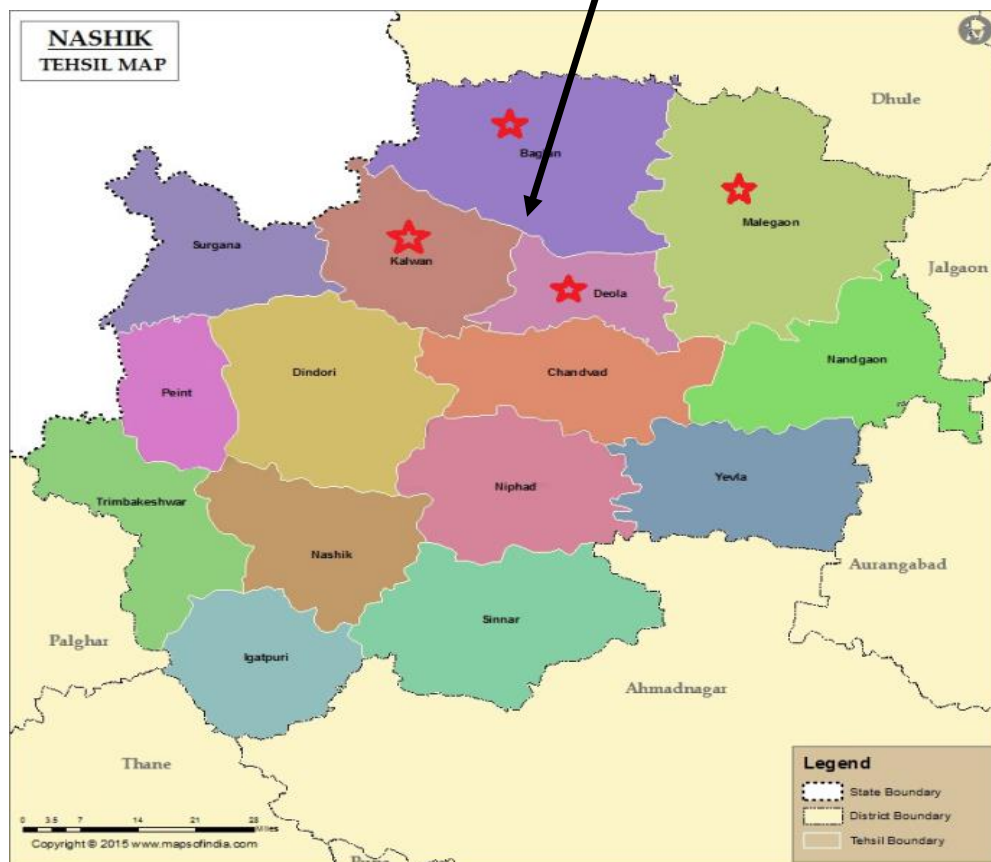 NASHIK
TEHSIL MAP
Dhule
Baglan
Malegaon
Surgana
Kalwan
Jalgaon
Deola
Nandgaon
Dindori
Chandvad
Peint
Niphad
Yevla
Trimbakeshwar
Nashik
Aurangabad
Sinnar
Palghar
Igatpuri
Ahmadnagar
Thane
Legend
State Boundary
District Boundary
Tehsil Boundary
0 3.5 7 14 21 28
Miles
Copyright © 2015 www.mapsofindia.com